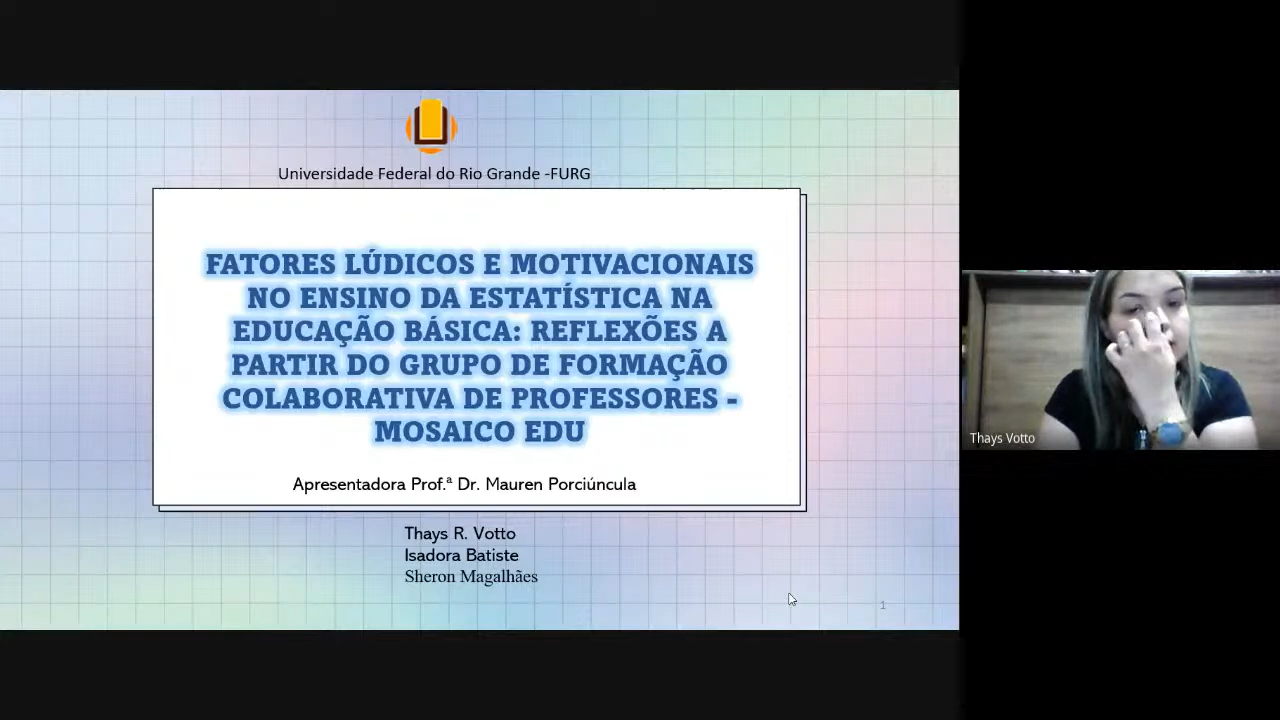 Universidade Federal do Rio Grande -FURG
FATORES LÚDICOS E MOTIVACIONAIS
NO ENSINO DA ESTATÍSTICA NA
EDUCAÇÃO BÁSICA: REFLEXÕES A
PARTIR DO GRUPO DE FORMAÇÃO
COLABORATIVA DE PROFESSORES -
MOSAICO EDU
Apresentadora Prof.ª Dr. Mauren Porciúncula
Thays R. Votto
Isadora Batiste
Sheron Magalhães
1
Thays Votto